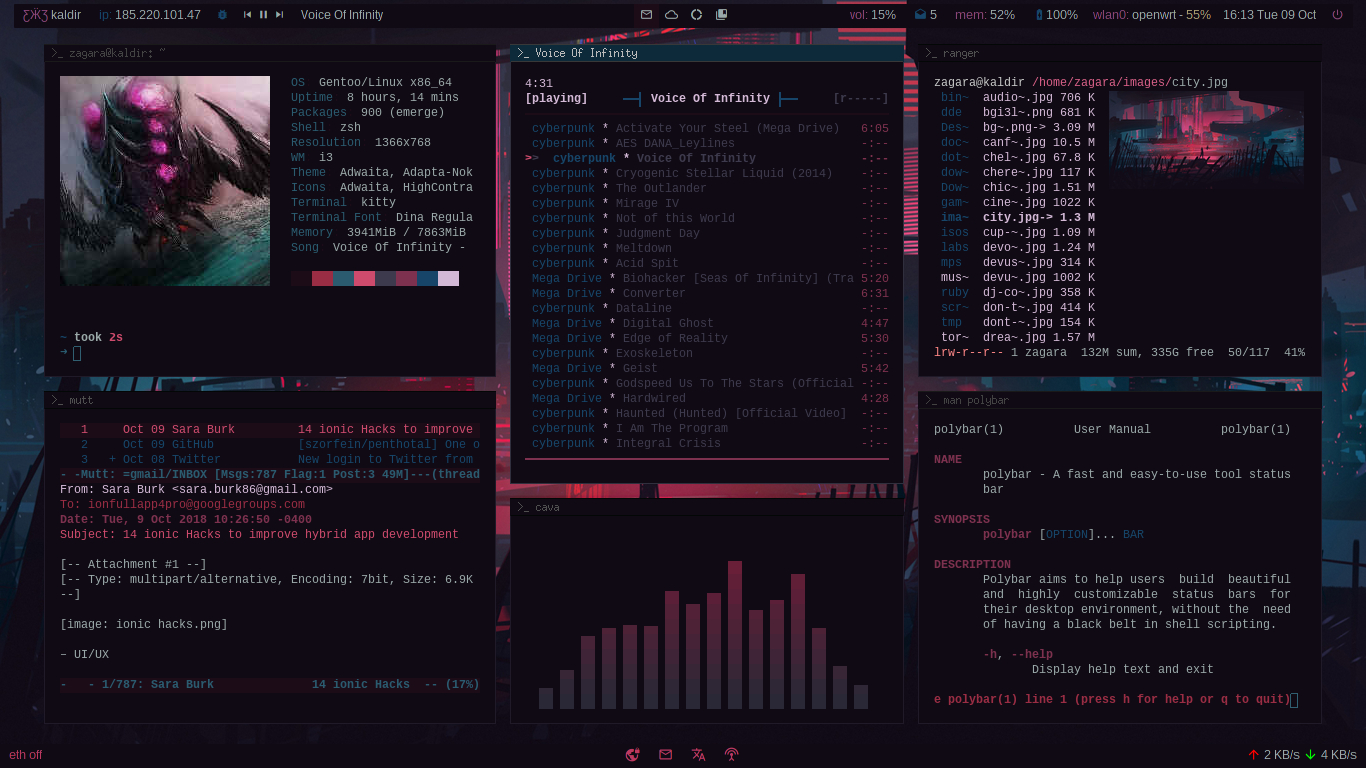 ƸӜƷ kaldir ip: 185.220.101.47 Voice Of Infinity vol: 15% 5 mem: 52% 100% wlan0: openwrt - 55% 16:13 Tue 09 Oct
>_ zagara@kaldir: ~
OS Gentoo/Linux x86_64
Uptime 8 hours, 14 mins
Packages 900 (emerge)
Shell zsh
Resolution 1366x768
WM i3
Theme Adwaita, Adapta-Nok
Icons Adwaita, HighContra
Terminal kitty
Terminal Font Dina Regula
Memory 3941MiB / 7863MiB
Song Voice Of Infinity -
~ took 2s
➜
>_ mutt
1 Oct 09 Sara Burk 14 ionic Hacks to improve
2 Oct 09 GitHub [szorfein/penthotal] One o
3 + Oct 08 Twitter New login to Twitter from
- -Mutt: =gmail/INBOX [Msgs:787 Flag:1 Post:3 49M]---(thread
From: Sara Burk <sara.burk86@gmail.com>
To: ionfullapp4pro@googlegroups.com
Date: Tue, 9 Oct 2018 10:26:50 -0400
Subject: 14 ionic Hacks to improve hybrid app development
[-- Attachment #1 --]
[-- Type: multipart/alternative, Encoding: 7bit, Size: 6.9K
--]
[image: ionic hacks.png]
– UI/UX
- - 1/787: Sara Burk 14 ionic Hacks -- (17%)
>_ Voice Of Infinity
4:31
[playing] Voice Of Infinity [r-----]
cyberpunk * Activate Your Steel (Mega Drive) 6:05
cyberpunk * AES DANA_Leylines -:--
>> cyberpunk * Voice Of Infinity -:--
cyberpunk * Cryogenic Stellar Liquid (2014) -:--
cyberpunk * The Outlander -:--
cyberpunk * Mirage IV -:--
cyberpunk * Not of this World -:--
cyberpunk * Judgment Day -:--
cyberpunk * Meltdown -:--
cyberpunk * Acid Spit -:--
Mega Drive * Biohacker [Seas Of Infinity] (Tra 5:20
Mega Drive * Converter 6:31
cyberpunk * Dataline -:--
Mega Drive * Digital Ghost 4:47
Mega Drive * Edge of Reality 5:30
cyberpunk * Exoskeleton -:--
Mega Drive * Geist 5:42
cyberpunk * Godspeed Us To The Stars (Official -:--
Mega Drive * Hardwired 4:28
cyberpunk * Haunted (Hunted) [Official Video] -:--
cyberpunk * I Am The Program -:--
cyberpunk * Integral Crisis -:--
>_ cava
>_ ranger
zagara@kaldir /home/zagara/images/city.jpg
bin~ audio~.jpg 706 K
dde bgi3l~.png 681 K
Des~ bg~.png-> 3.09 M
doc~ canf~.jpg 10.5 M
dot~ chel~.jpg 67.8 K
dow~ chere~.jpg 117 K
Dow~ chic~.jpg 1.51 M
gam~ cine~.jpg 1022 K
ima~ city.jpg-> 1.3 M
isos cup-~.jpg 1.09 M
labs devo~.jpg 1.24 M
mps devus~.jpg 314 K
mus~ devu~.jpg 1002 K
ruby dj-co~.jpg 358 K
scr~ don-t~.jpg 414 K
tmp dont-~.jpg 154 K
tor~ drea~.jpg 1.57 M
lrw-r--r-- 1 zagara 132M sum, 335G free 50/117 41%
>_ man polybar
polybar(1) User Manual polybar(1)
NAME
polybar - A fast and easy-to-use tool status
bar
SYNOPSIS
polybar [OPTION]... BAR
DESCRIPTION
Polybar aims to help users build beautiful
and highly customizable status bars for
their desktop environment, without the need
of having a black belt in shell scripting.
-h, --help
Display help text and exit
e polybar(1) line 1 (press h for help or q to quit)
eth off 2 KB/s 4 KB/s